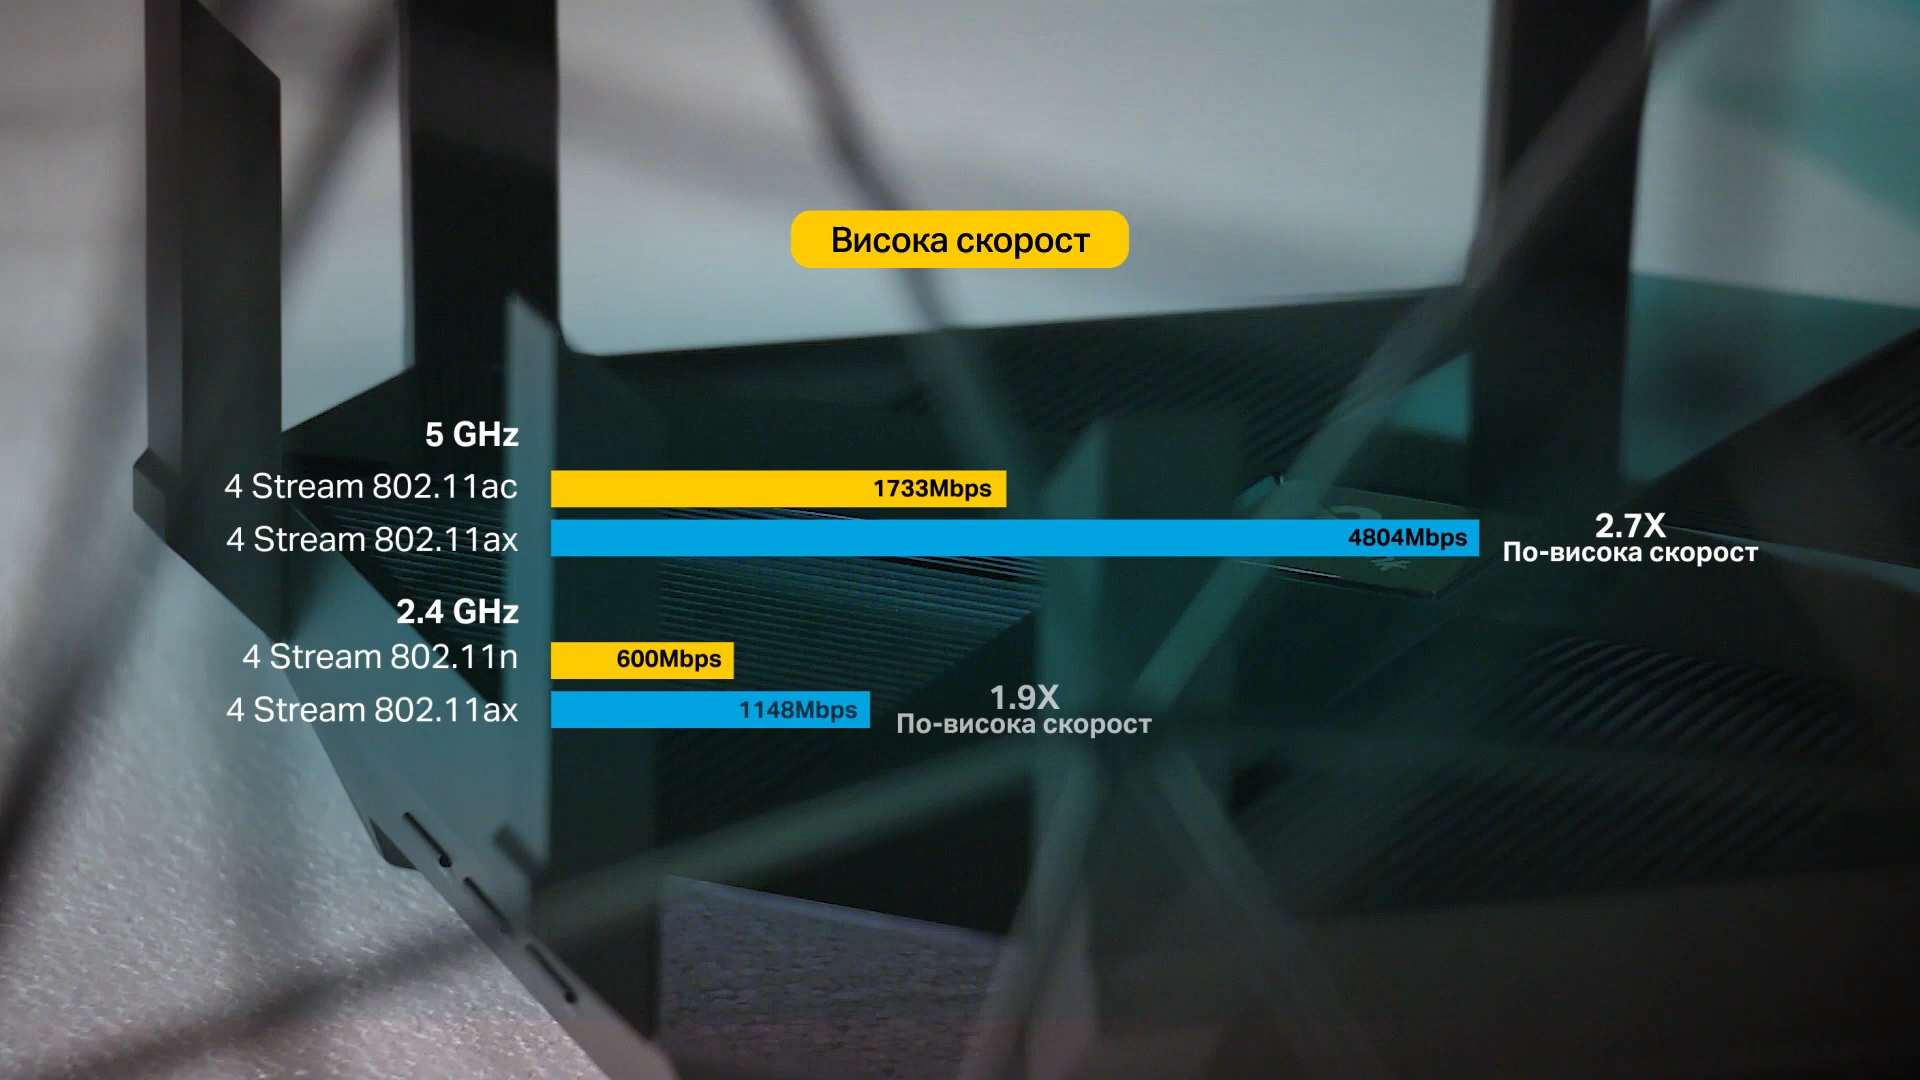 Висока скорост
5 GHz
4 Stream 802.11ac
1733Mbps
4 Stream 802.11ax
4804Mbps
2.7X
По-висока скорост
2.4 GHz
4 Stream 802.11n
600Mbps
4 Stream 802.11ax
1148Mbps
1.9X
По-висока скорост